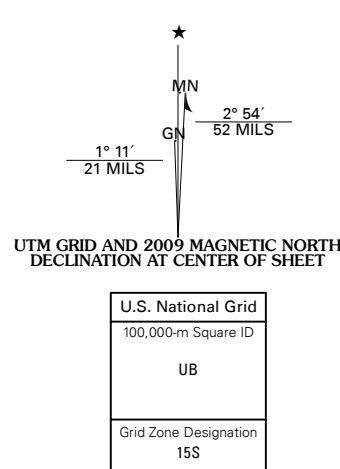 ★
MN
2° 54´
52 MILS
GN
1° 11´
21 MILS
UTM GRID AND 2009 MAGNETIC NORTH
DECLINATION AT CENTER OF SHEET
U.S. National Grid
100,000-m Square ID
UB
Grid Zone Designation
15S